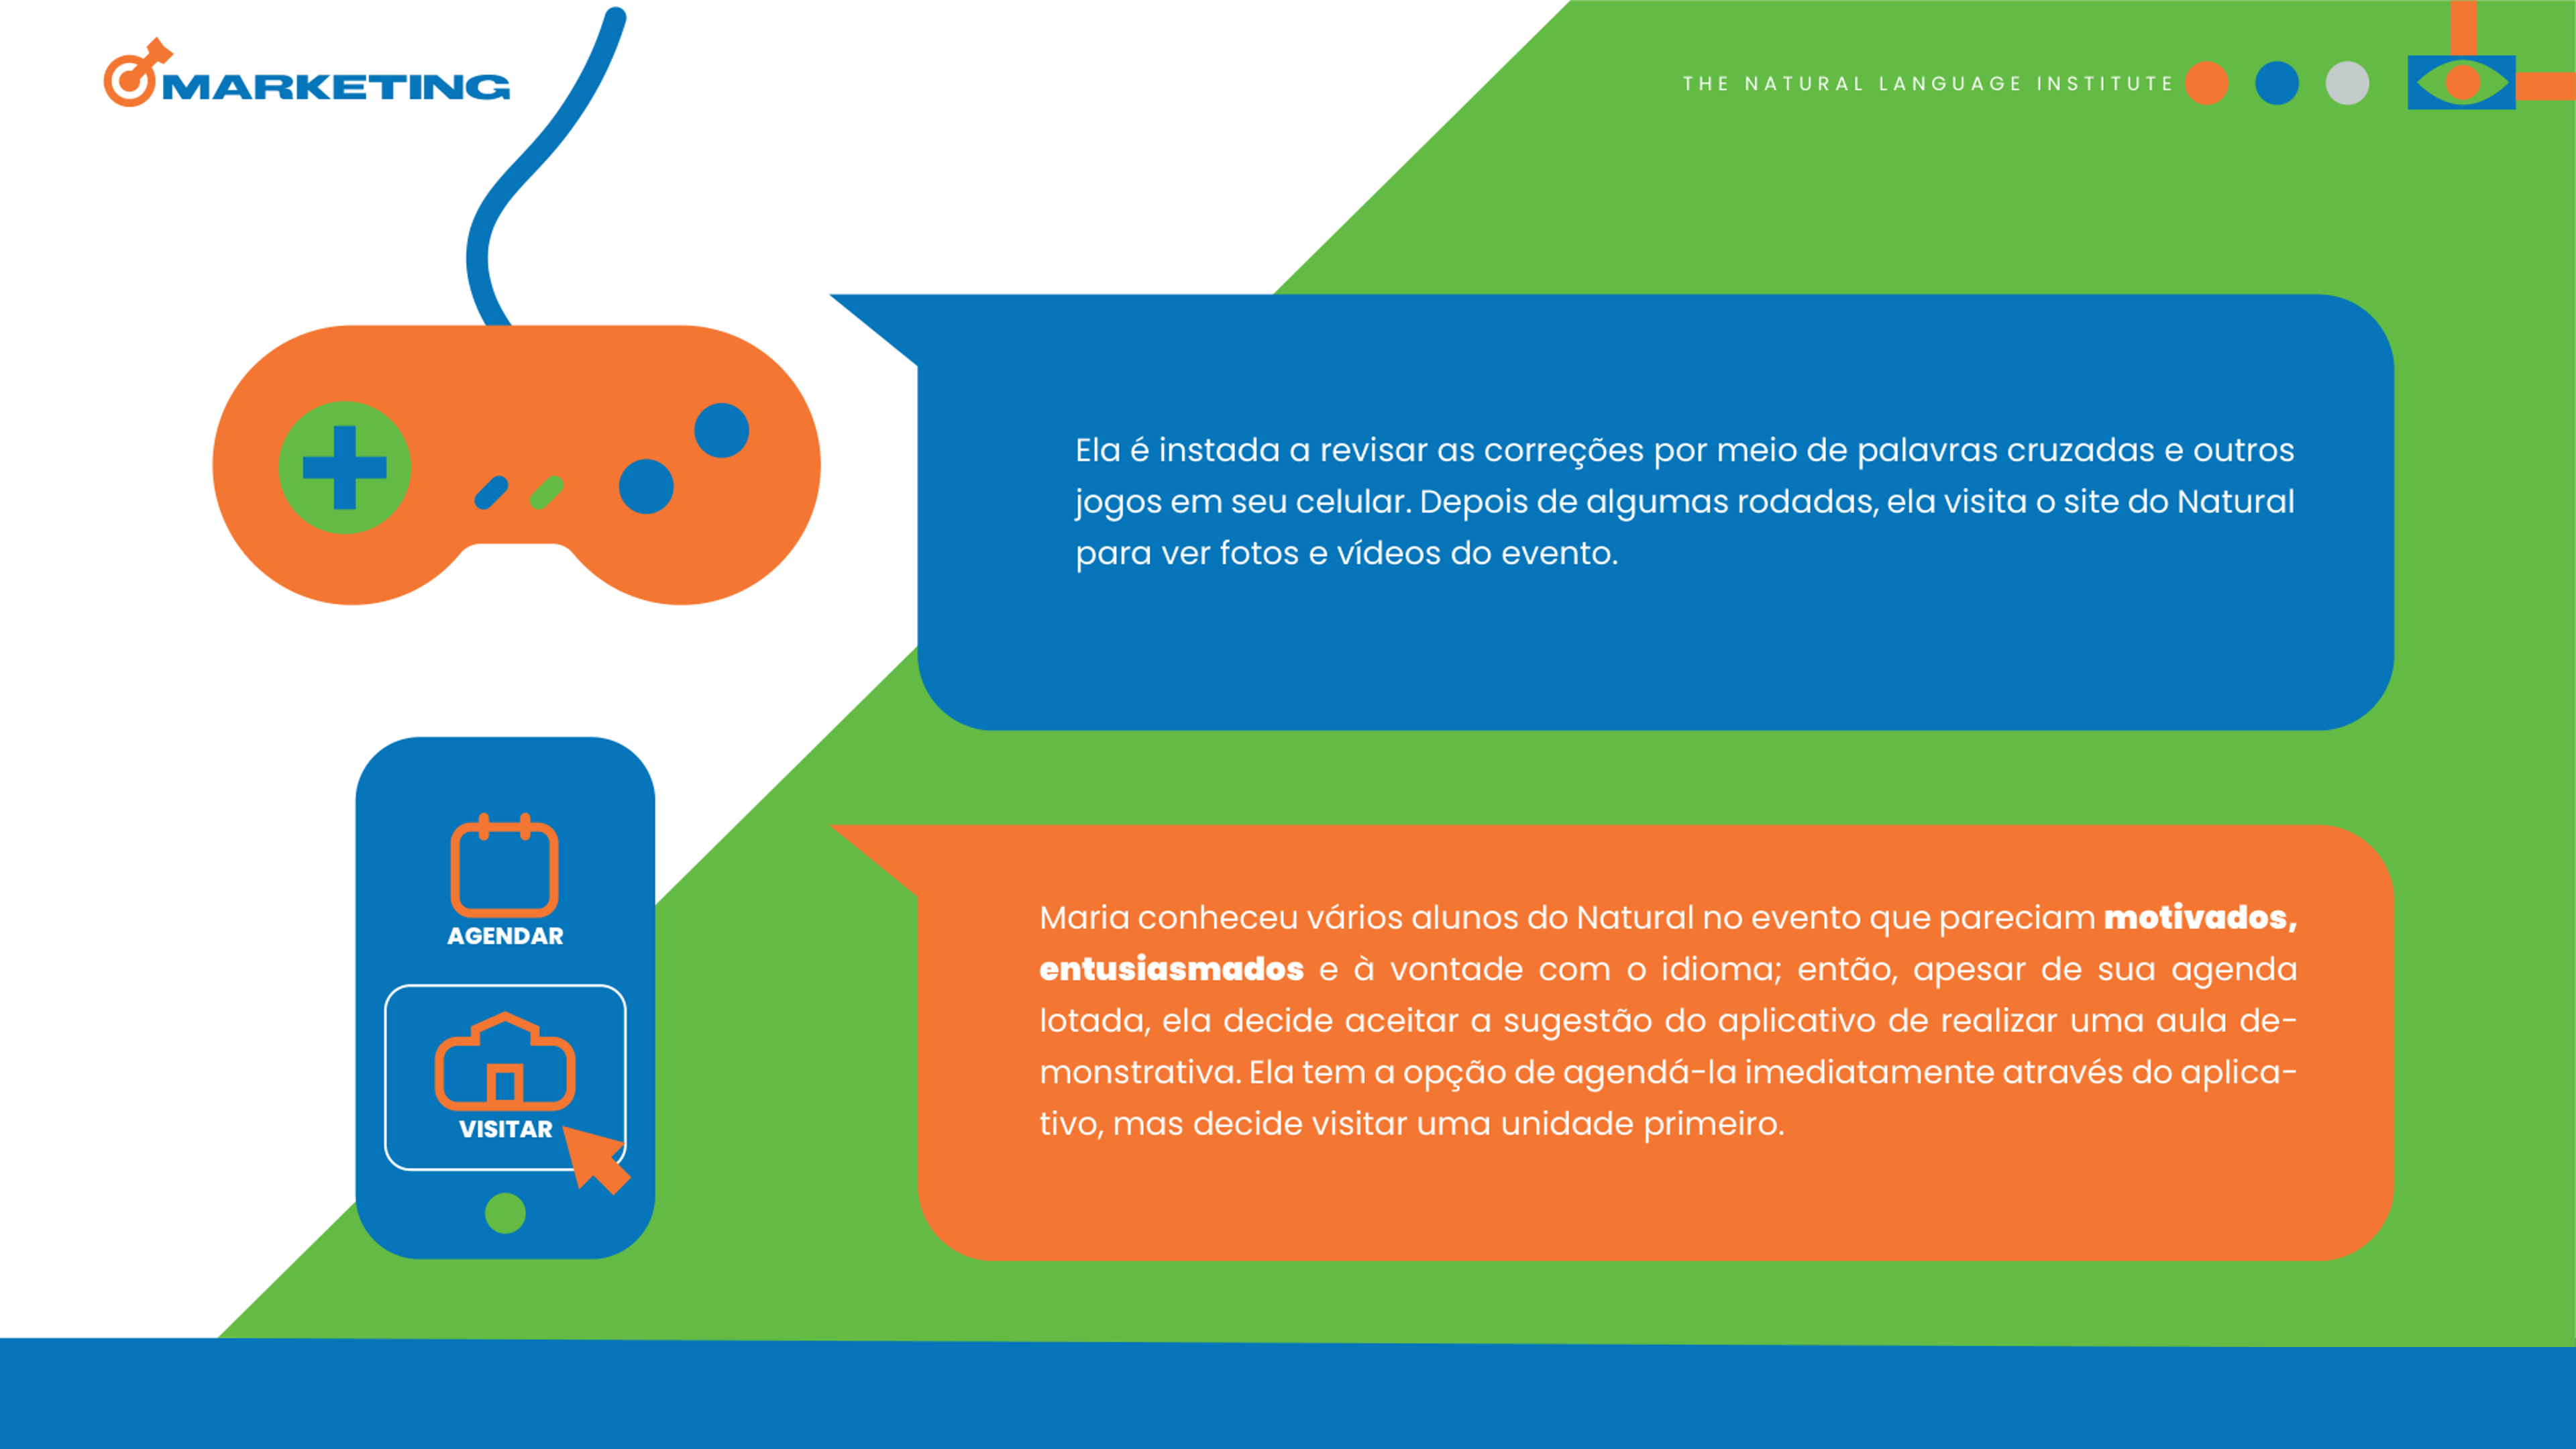 MARKETING
THE NATURAL LANGUAGE INSTITUTE
Ela é instada a revisar as correções por meio de palavras cruzadas e outros
jogos em seu celular. Depois de algumas rodadas, ela visita o site do Natural
para ver fotos e vídeos do evento.
AGENDAR
VISITAR
Maria conheceu vários alunos do Natural no evento que pareciam motivados,
entusiasmados e à vontade com o idioma; então, apesar de sua agenda
lotada, ela decide aceitar a sugestão do aplicativo de realizar uma aula de-
monstrativa. Ela tem a opção de agendá-la imediatamente através do aplica-
tivo, mas decide visitar uma unidade primeiro.